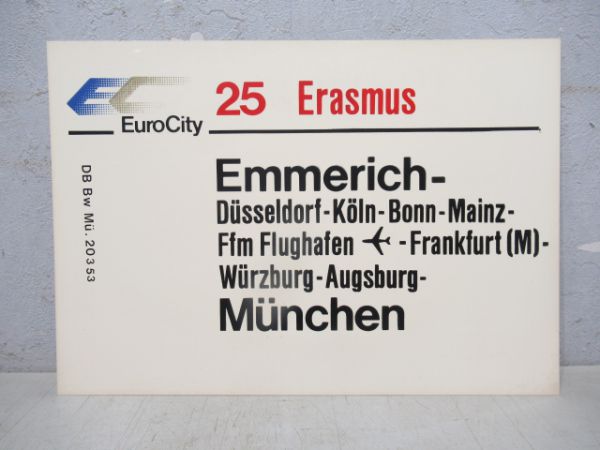 EC 25 Erasmus
EuroCity
Emmerich-
Düsseldorf-Köln-Bonn-Mainz-
Ffm Flughafen ✈ -Frankfurt (M)-
Würzburg-Augsburg-
München
DB Bw Mü. 20353